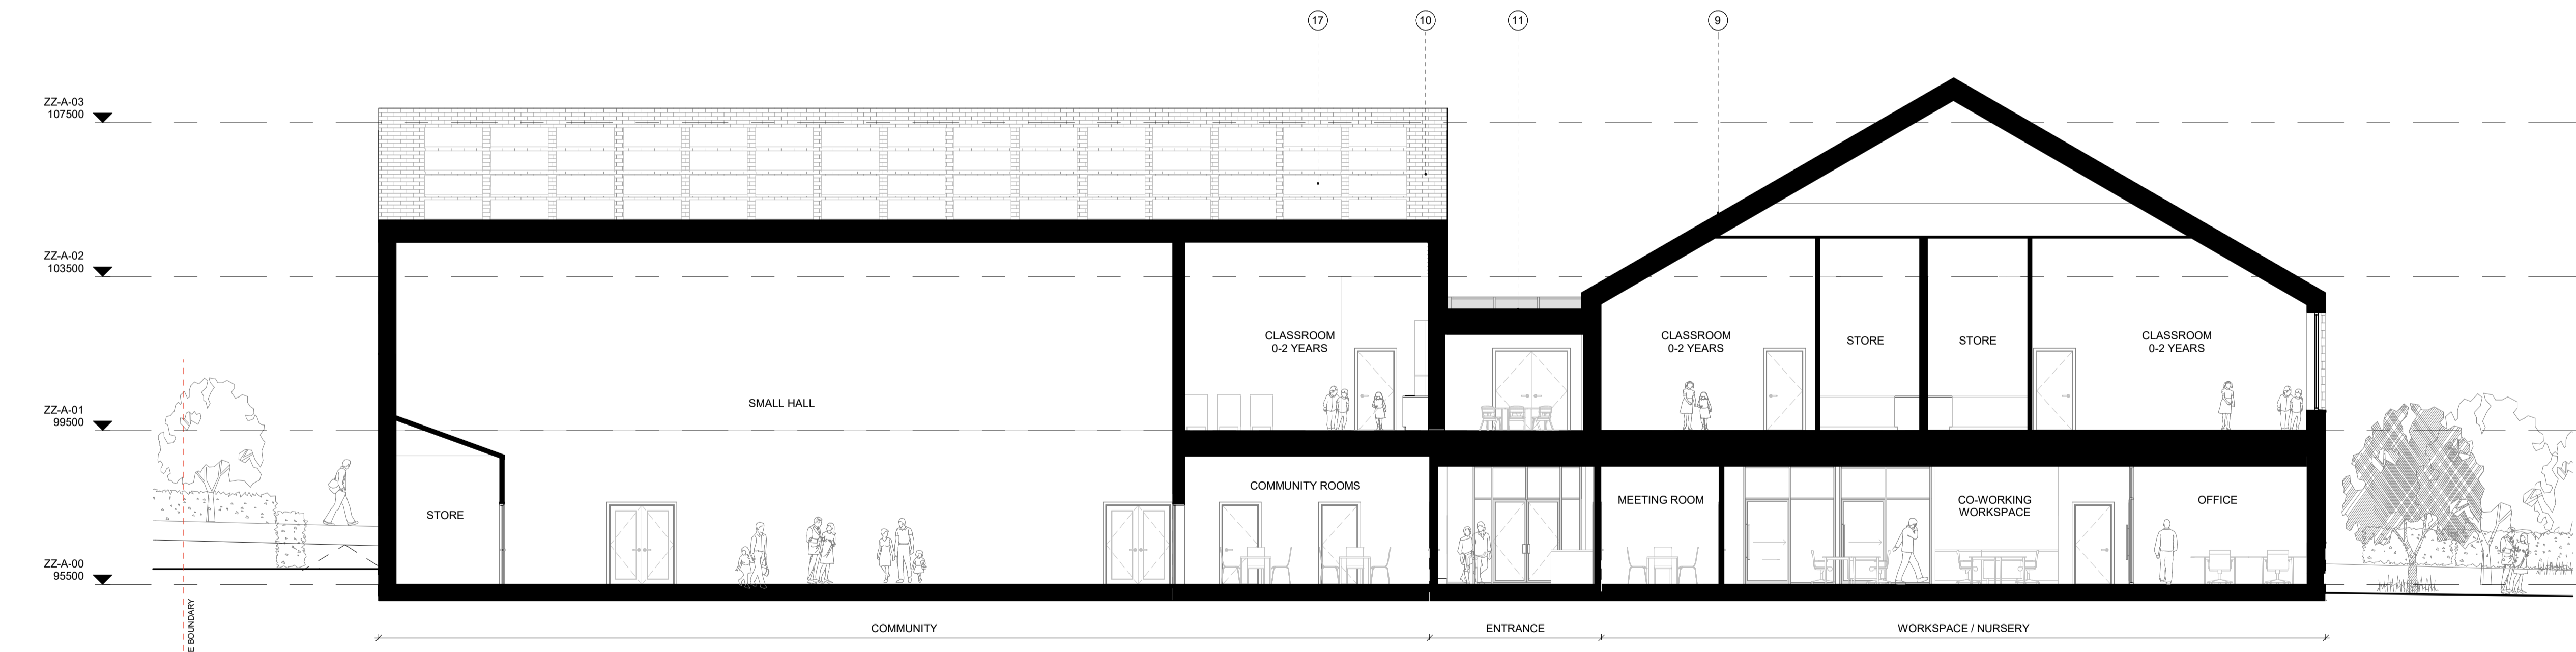 17
10
11
9
ZZ-A-03
107500
ZZ-A-02
103500
ZZ-A-01
99500
ZZ-A-00
95500
CLASSROOM
0-2 YEARS
CLASSROOM
0-2 YEARS
STORE
STORE
CLASSROOM
0-2 YEARS
SMALL HALL
STORE
COMMUNITY ROOMS
MEETING ROOM
CO-WORKING
WORKSPACE
OFFICE
E BOUNDARY
COMMUNITY
ENTRANCE
WORKSPACE / NURSERY